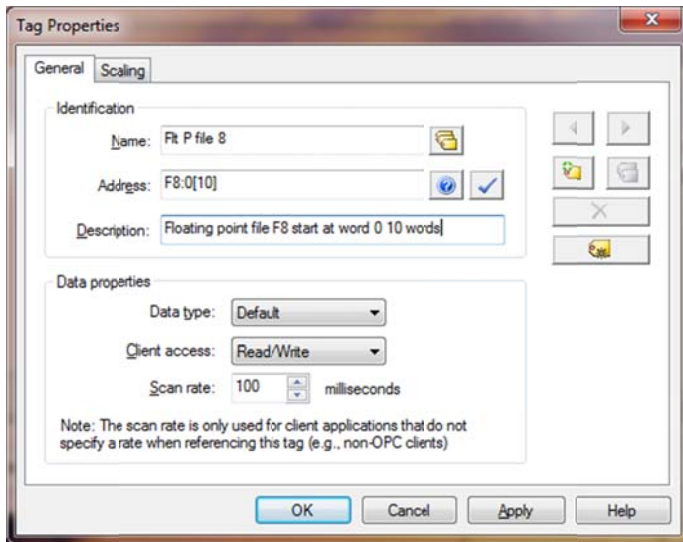 Tag Properties
General
Scaling
Identification
Name: Flt P file 8
Address: F8:0[10]
Description: Floating point file F8 start at word 0 10 words
Data properties
Data type: Default
Client access: Read/Write
Scan rate: 100 milliseconds
Note: The scan rate is only used for client applications that do not
specify a rate when referencing this tag (e.g., non-OPC clients)
OK
Cancel
Apply
Help